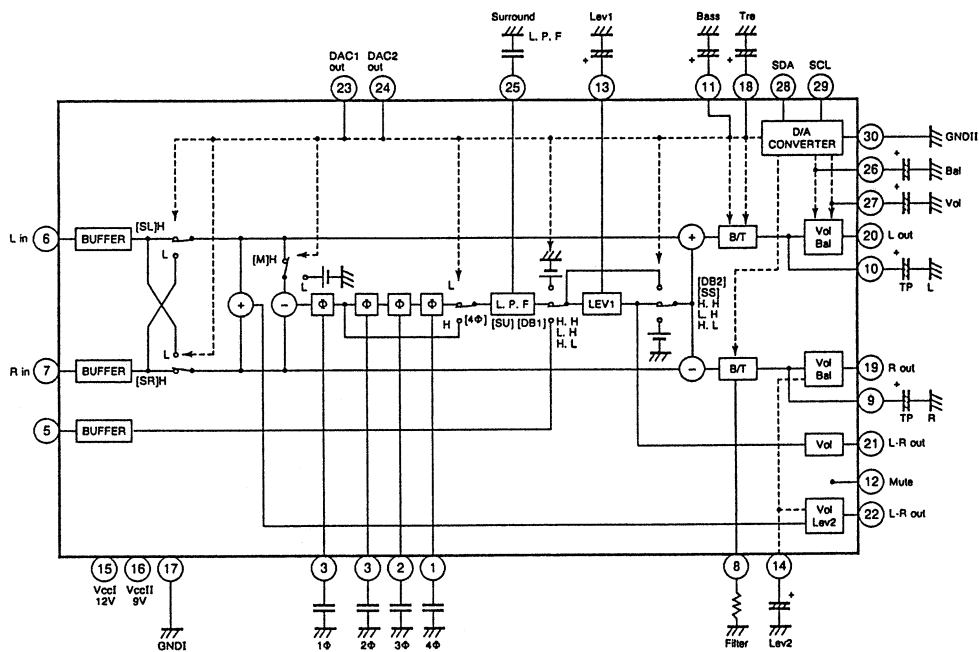 Surround
L. P. F
Lev1
Bass
Tre
DAC1
out
DAC2
out
SDA
SCL
23
24
25
13
11
18
28
29
D/A
CONVERTER
30
GNDII
26
+
Bal
27
+
Vol
L in
6
BUFFER
[SL]H
L
[M]H
L
+
−
+
B/T
Vol
Bal
20
L out
10
+
TP
L
Φ
Φ
Φ
Φ
L
H
[4Φ]
L. P. F
[SU]
[DB1]
H. H
L. H
H. L
LEV1
[DB2]
[SS]
H. H
L. H
H. L
R in
7
BUFFER
L
[SR]H
−
B/T
Vol
Bal
19
R out
9
+
TP
R
5
BUFFER
Vol
21
L-R out
12
Mute
Vol
Lev2
22
L-R out
15
16
17
3
3
2
1
8
14
VccI
12V
VccII
9V
GNDI
1Φ
2Φ
3Φ
4Φ
Filter
+
Lev2